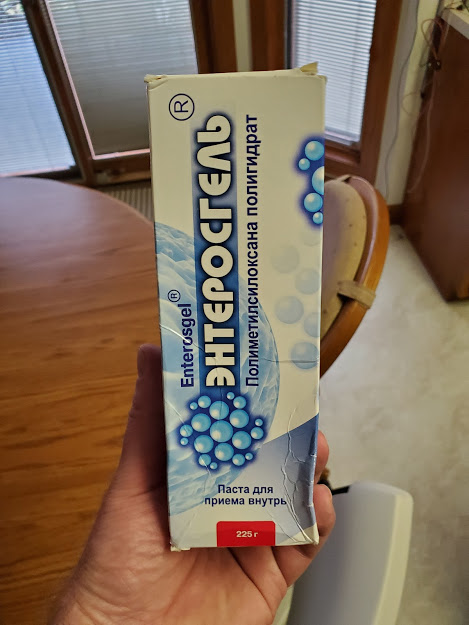 ®
Enterosgel®
ЭНТЕРОСГЕЛЬ
Полиметилсилоксана полигидрат
Паста для
приема внутрь
225 г